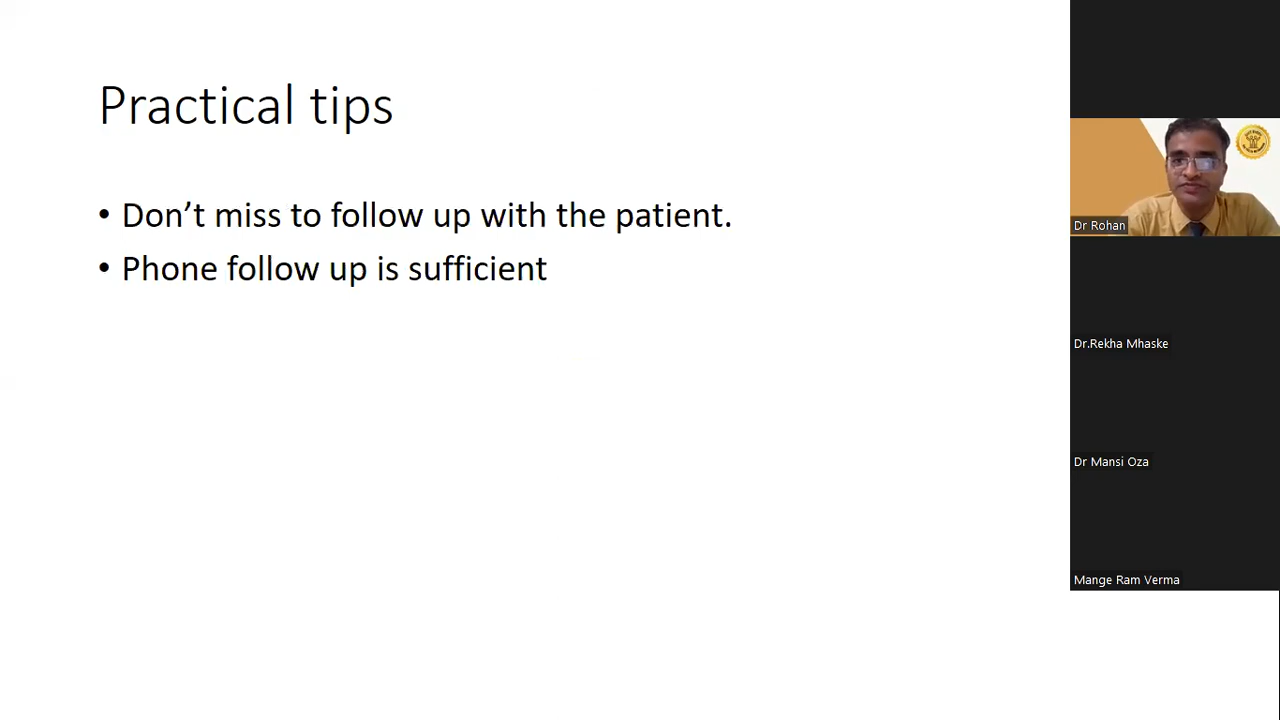 Practical tips
• Don’t miss to follow up with the patient.
• Phone follow up is sufficient
Dr Rohan
Dr.Rekha Mhaske
Dr Mansi Oza
Mange Ram Verma